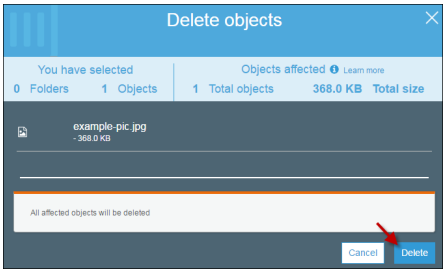 Delete objects
You have selected
Objects affected Learn more
0 Folders 1 Objects 1 Total objects 368.0 KB Total size
example-pic.jpg
- 368.0 KB
All affected objects will be deleted
Cancel Delete